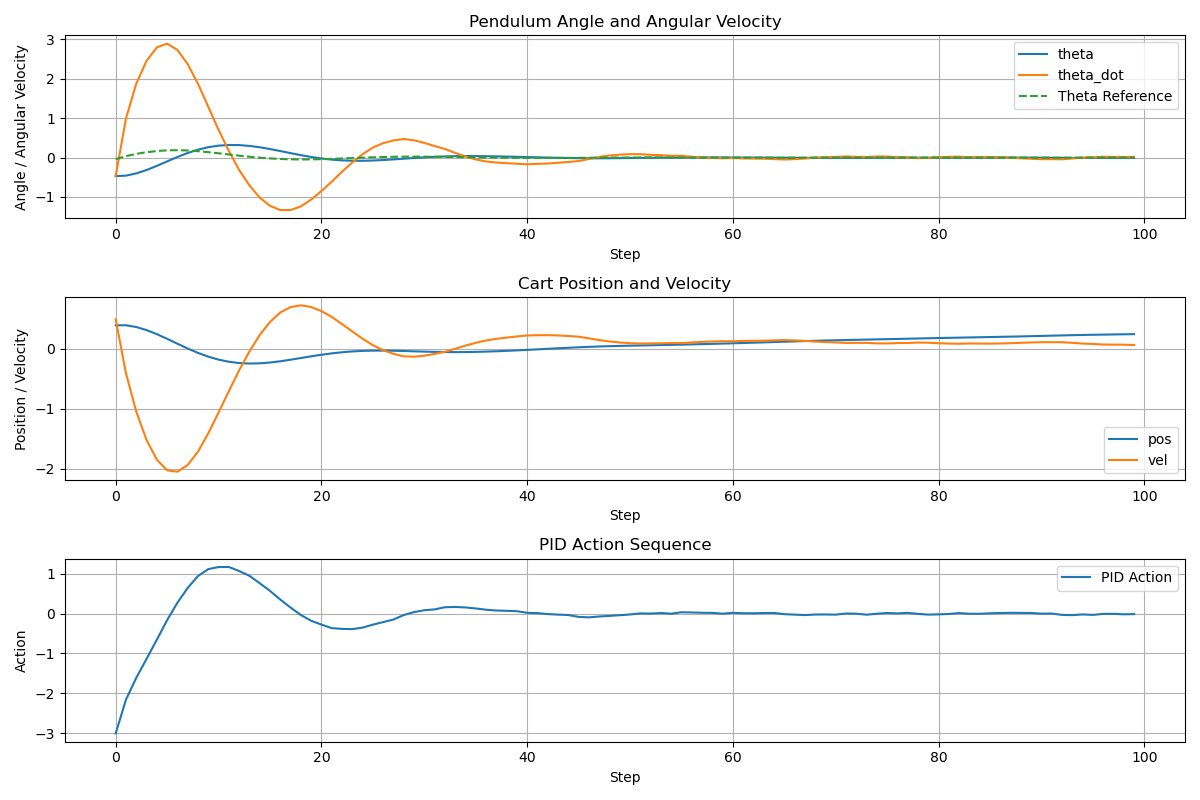 Pendulum Angle and Angular Velocity
Angle / Angular Velocity
3
2
1
0
−1
theta
theta_dot
Theta Reference
0 20 40 60 80 100
Step
Cart Position and Velocity
Position / Velocity
0
−1
−2
pos
vel
0 20 40 60 80 100
Step
PID Action Sequence
Action
1
0
−1
−2
−3
PID Action
0 20 40 60 80 100
Step